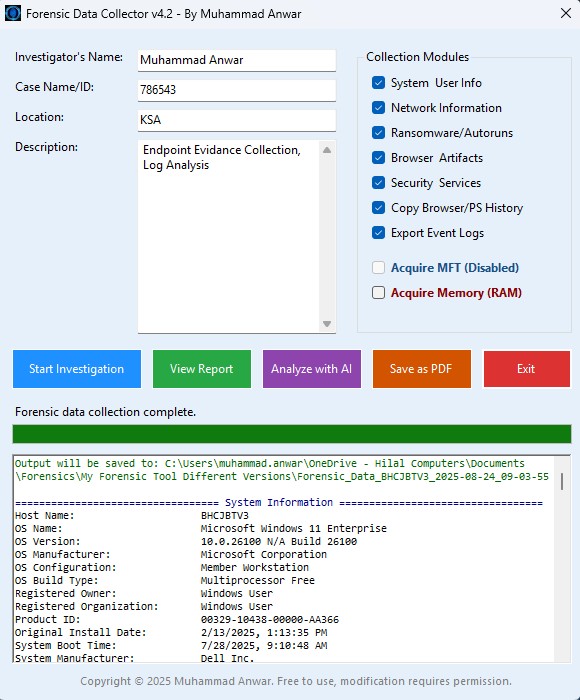 Forensic Data Collector v4.2 - By Muhammad Anwar
Investigator's Name:
Muhammad Anwar
Case Name/ID:
786543
Location:
KSA
Description:
Endpoint Evidance Collection,
Log Analysis
Collection Modules
System  User Info
Network Information
Ransomware/Autoruns
Browser  Artifacts
Security  Services
Copy Browser/PS History
Export Event Logs
Acquire MFT (Disabled)
Acquire Memory (RAM)
Start Investigation
View Report
Analyze with AI
Save as PDF
Exit
Forensic data collection complete.
Output will be saved to: C:\Users\muhammad.anwar\OneDrive - Hilal Computers\Documents
\Forensics\My Forensic Tool Different Versions\Forensic_Data_BHCJBTV3_2025-08-24_09-03-55
================================ System Information ================================
Host Name: BHCJBTV3
OS Name: Microsoft Windows 11 Enterprise
OS Version: 10.0.26100 N/A Build 26100
OS Manufacturer: Microsoft Corporation
OS Configuration: Member Workstation
OS Build Type: Multiprocessor Free
Registered Owner: Windows User
Registered Organization: Windows User
Product ID: 00329-10438-00000-AA366
Original Install Date: 2/13/2025, 1:13:35 PM
System Boot Time: 7/28/2025, 9:10:48 AM
System Manufacturer: Dell Inc.
Copyright © 2025 Muhammad Anwar. Free to use, modification requires permission.